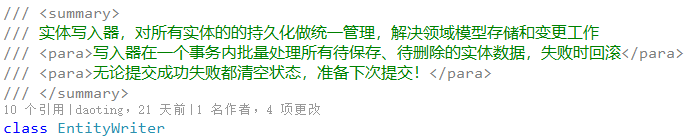 /// <summary>
/// 实体写入器，对所有实体的的持久化做统一管理，解决领域模型存储和变更工作
/// <para>写入器在一个事务内批量处理所有待保存、待删除的实体数据，失败时回滚</para>
/// <para>无论提交成功失败都清空状态，准备下次提交！</para>
/// </summary>
10 个引用|daoting，21 天前|1 名作者，4 项更改
class EntityWriter